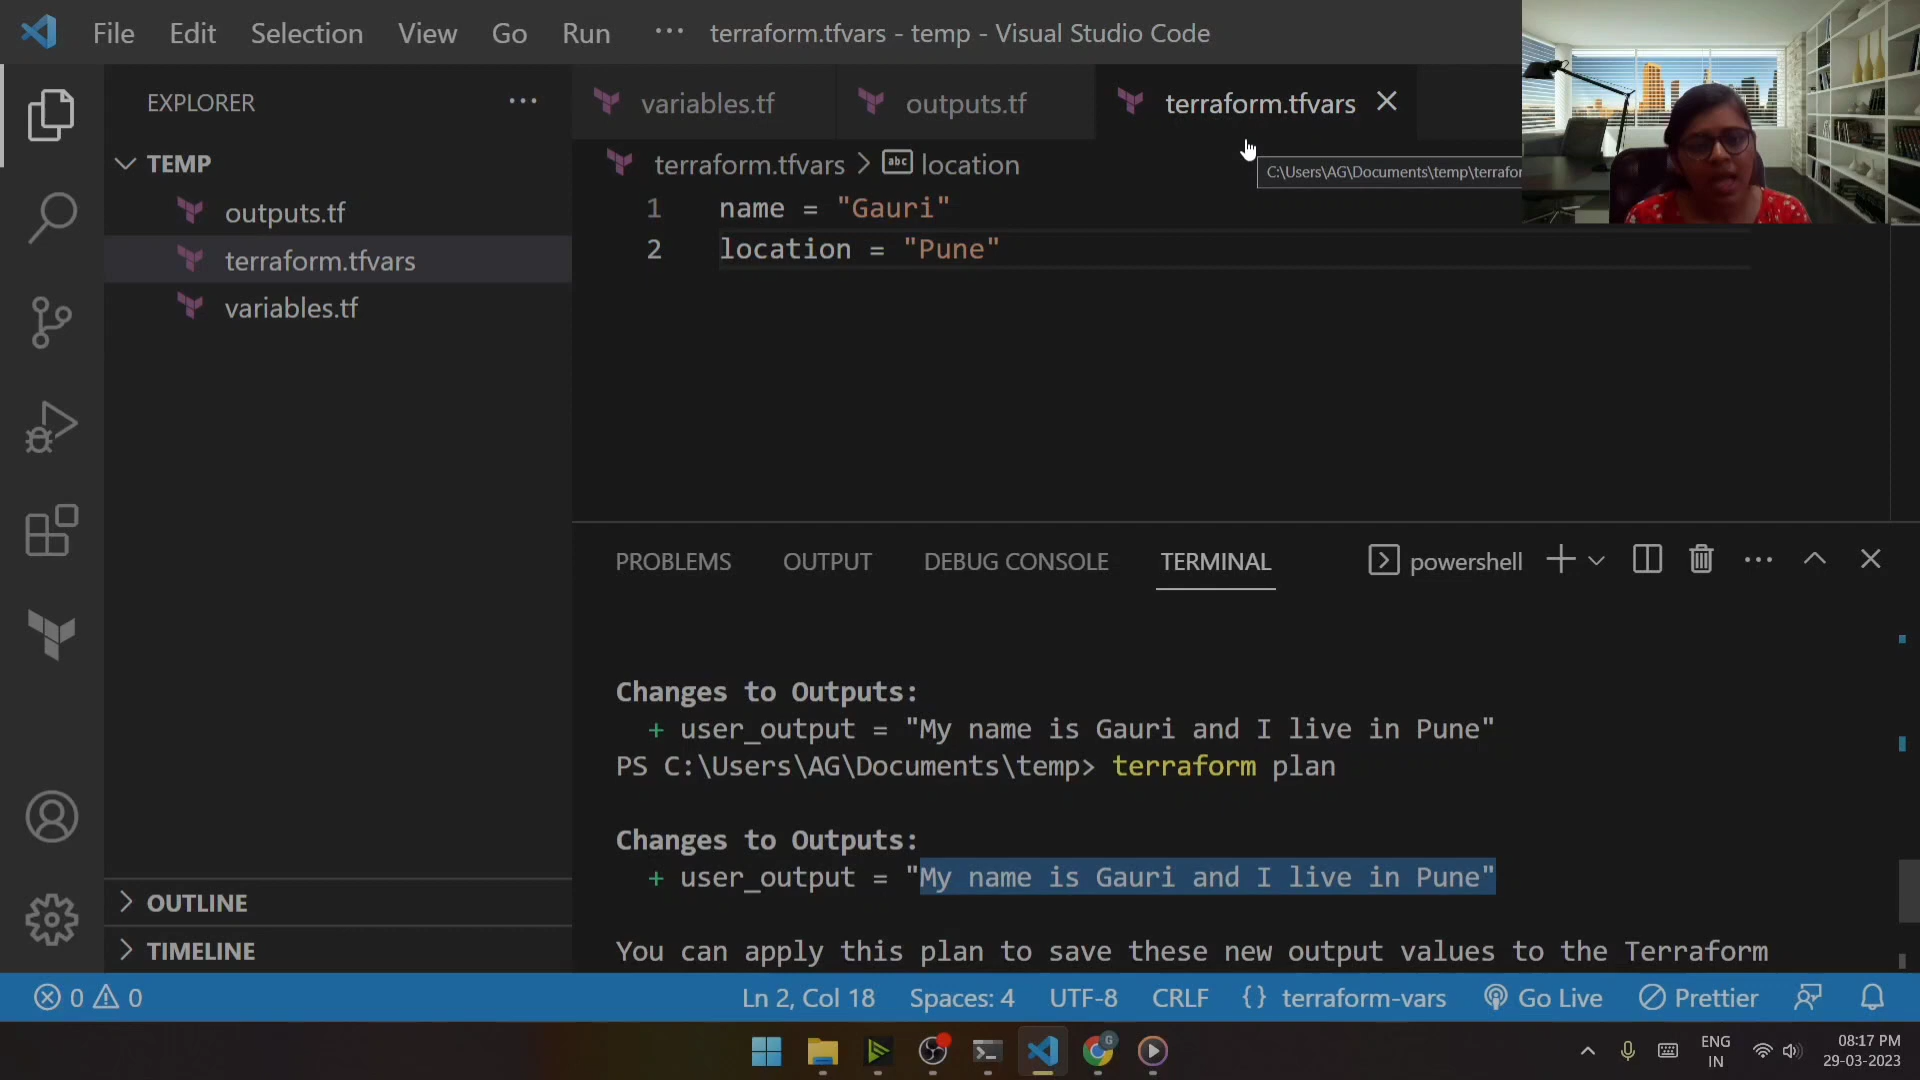 File Edit Selection View Go Run ··· terraform.tfvars - temp - Visual Studio Code
EXPLORER ···
variables.tf outputs.tf terraform.tfvars
TEMP
terraform.tfvars > abc location
C:\Users\AG\Documents\temp\terrafor
outputs.tf
terraform.tfvars
variables.tf
1 name = "Gauri"
2 location = "Pune"
PROBLEMS OUTPUT DEBUG CONSOLE TERMINAL powershell
Changes to Outputs:
+ user_output = "My name is Gauri and I live in Pune"
PS C:\Users\AG\Documents\temp> terraform plan
Changes to Outputs:
+ user_output = "My name is Gauri and I live in Pune"
You can apply this plan to save these new output values to the Terraform
OUTLINE
TIMELINE
0 0 Ln 2, Col 18 Spaces: 4 UTF-8 CRLF {} terraform-vars Go Live Prettier
G
ENG
IN
08:17 PM
29-03-2023